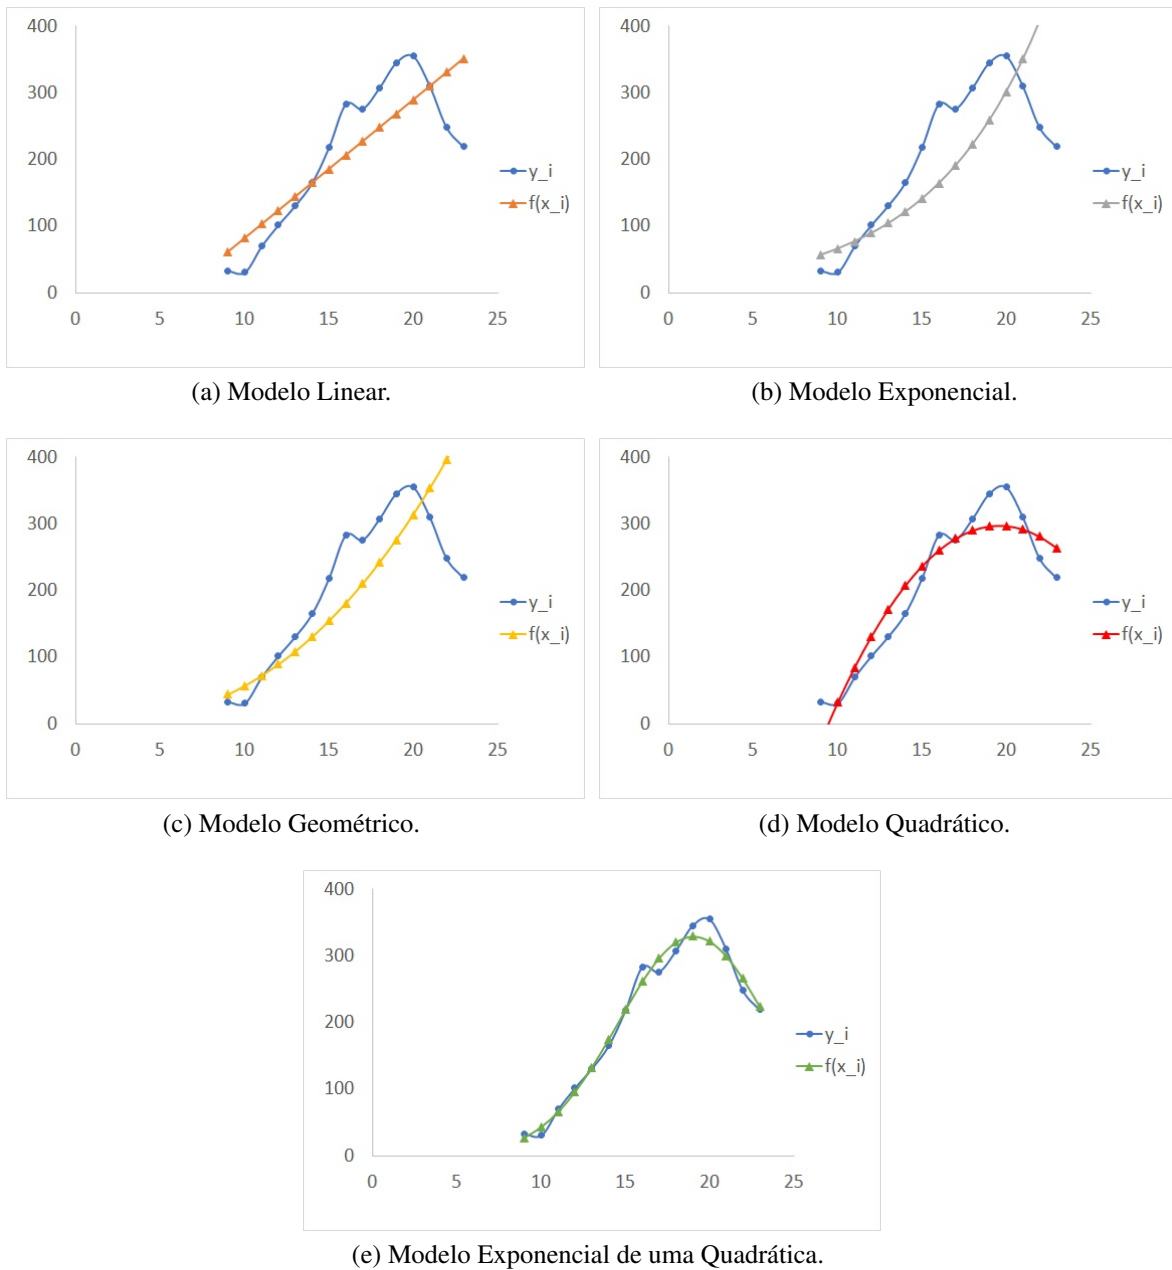 400
300
200
100
0
0 5 10 15 20 25
y_i
f(x_i)
(a) Modelo Linear.
400
300
200
100
0
0 5 10 15 20 25
y_i
f(x_i)
(b) Modelo Exponencial.
400
300
200
100
0
0 5 10 15 20 25
y_i
f(x_i)
(c) Modelo Geométrico.
400
300
200
100
0
0 5 10 15 20 25
y_i
f(x_i)
(d) Modelo Quadrático.
400
300
200
100
0
0 5 10 15 20 25
y_i
f(x_i)
(e) Modelo Exponencial de uma Quadrática.